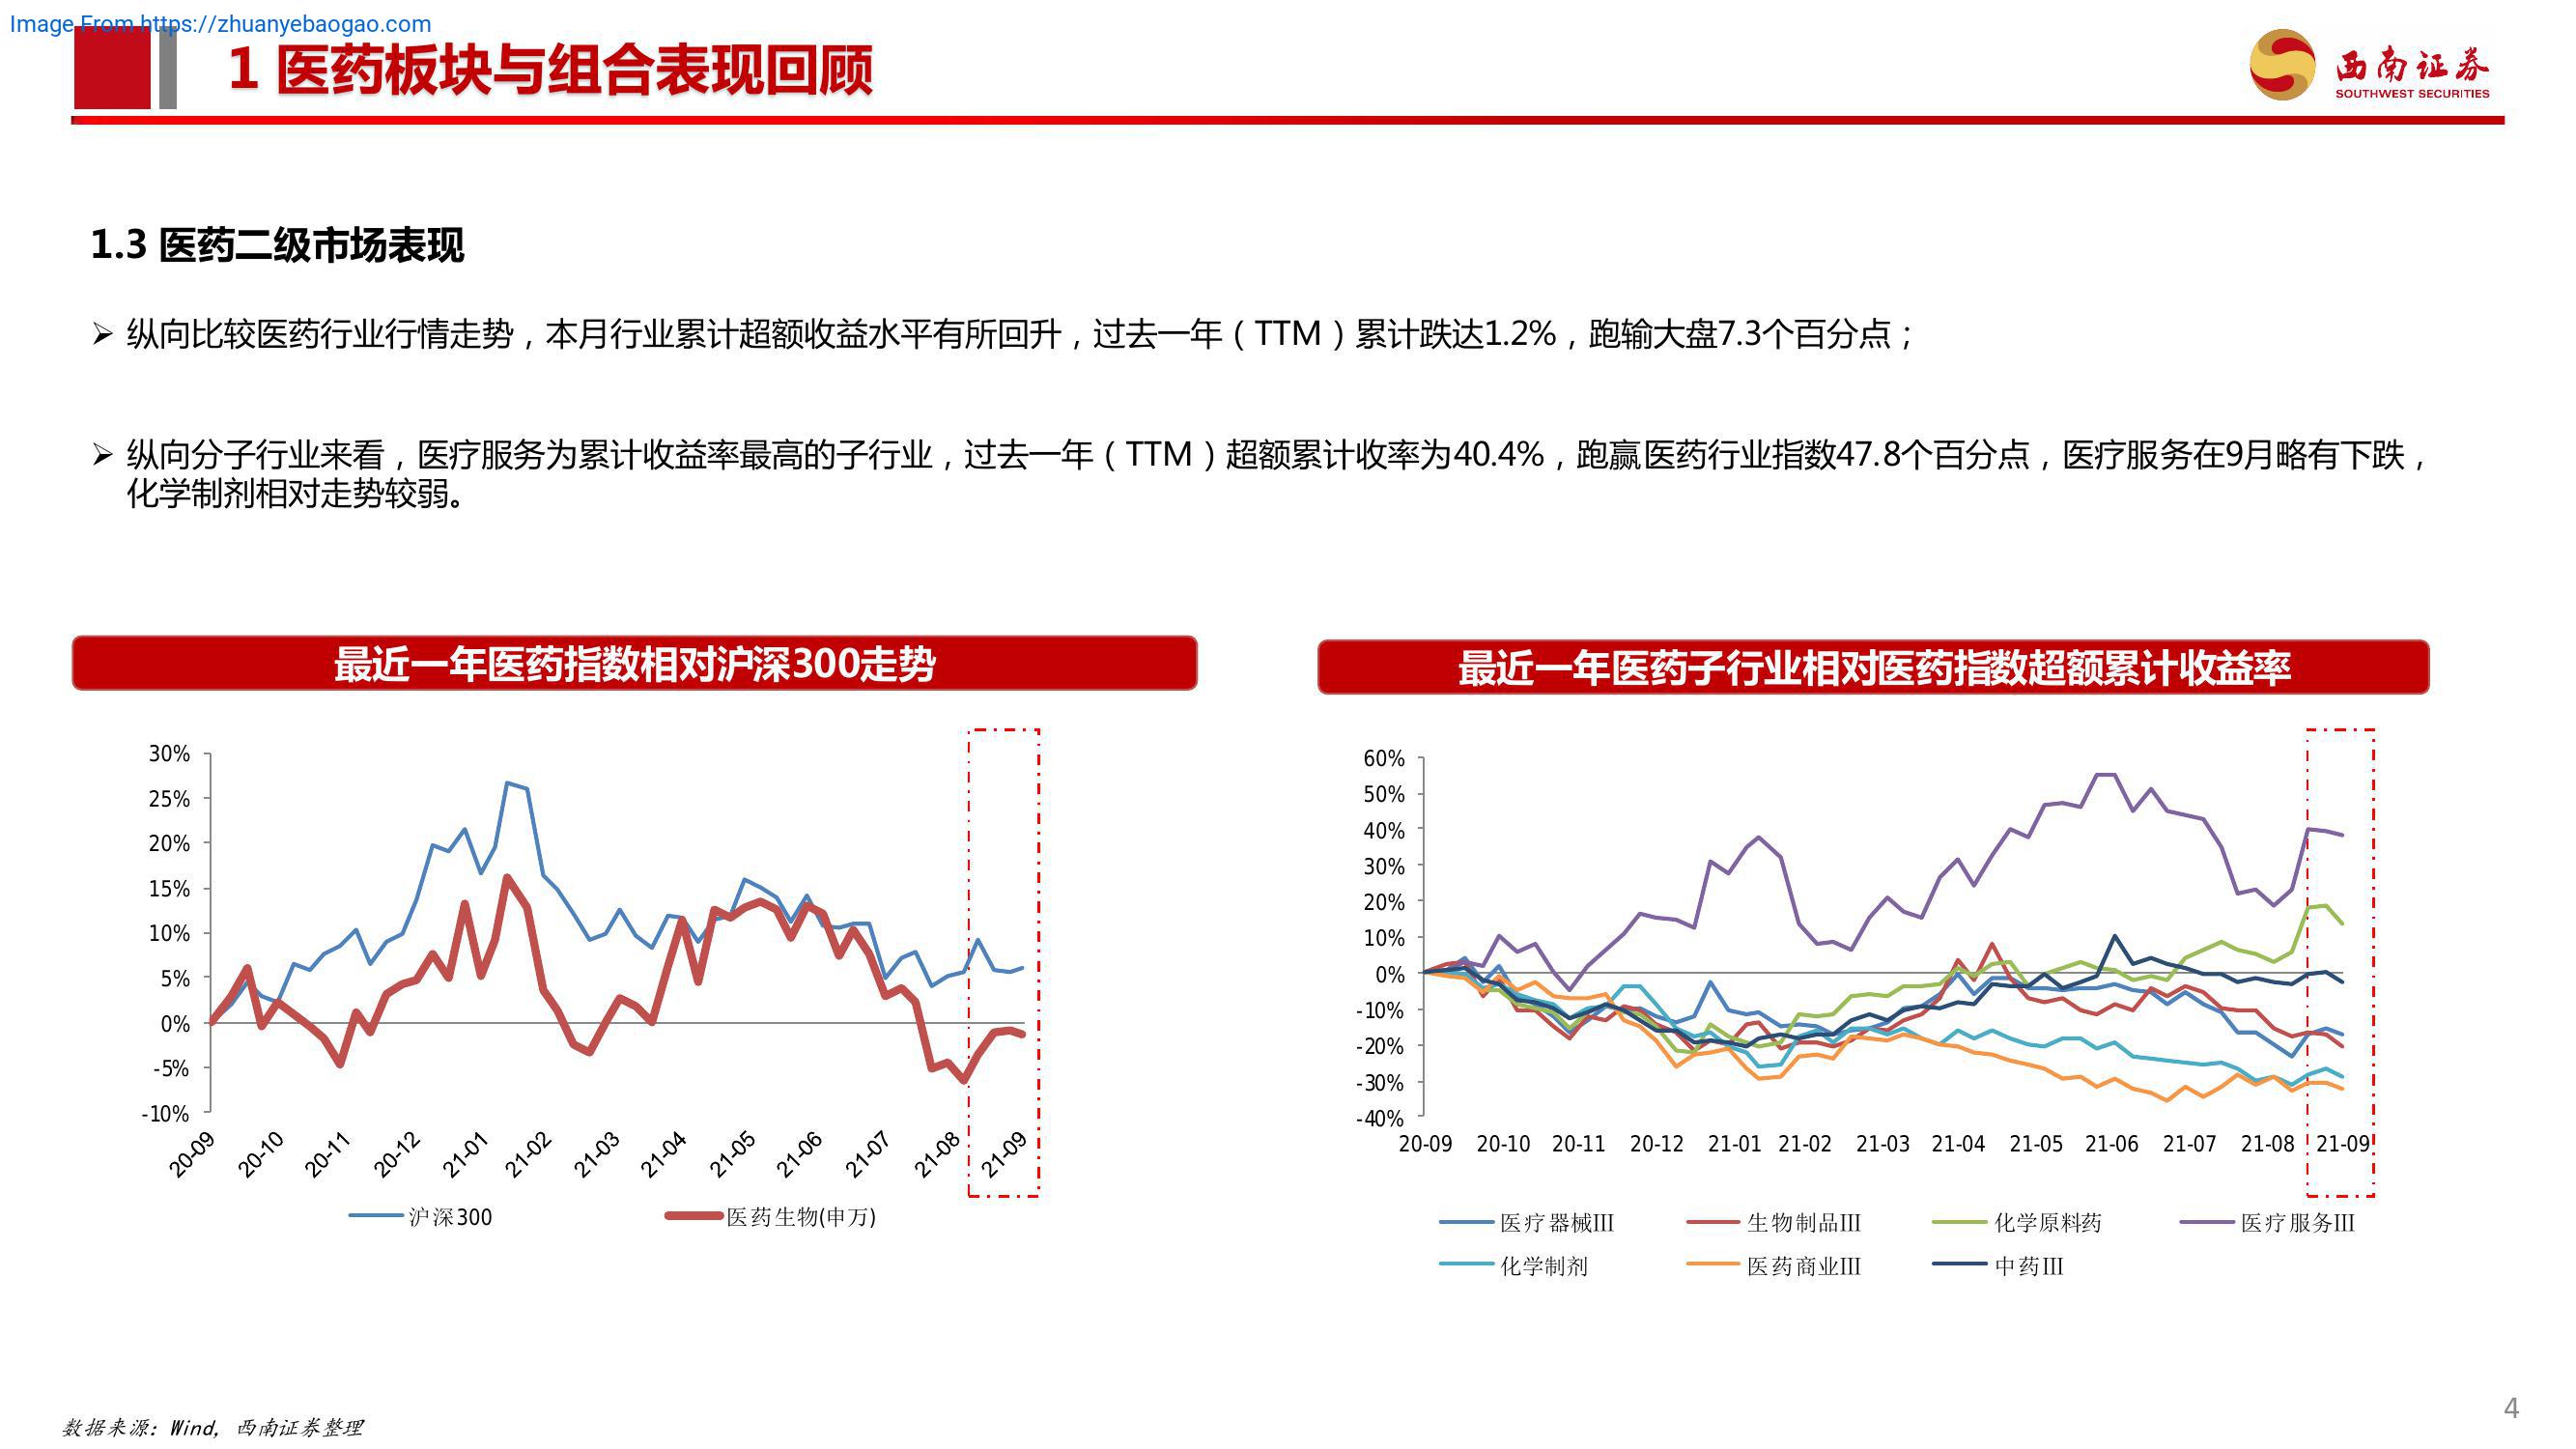 Image From https://zhuanyebaogao.com
1 医药板块与组合表现回顾
西南证券
SOUTHWEST SECURITIES
1.3 医药二级市场表现
纵向比较医药行业行情走势，本月行业累计超额收益水平有所回升，过去一年（TTM）累计跌达1.2%，跑输大盘7.3个百分点；
纵向分子行业来看，医疗服务为累计收益率最高的子行业，过去一年（TTM）超额累计收率为40.4%，跑赢医药行业指数47.8个百分点，医疗服务在9月略有下跌，
化学制剂相对走势较弱。
最近一年医药指数相对沪深300走势
30%
25%
20%
15%
10%
5%
0%
-5%
-10%
20-09
20-10
20-11
20-12
21-01
21-02
21-03
21-04
21-05
21-06
21-07
21-08
21-09
沪深300
医药生物(申万)
最近一年医药子行业相对医药指数超额累计收益率
60%
50%
40%
30%
20%
10%
0%
-10%
-20%
-30%
-40%
20-09
20-10
20-11
20-12
21-01
21-02
21-03
21-04
21-05
21-06
21-07
21-08
21-09
医疗器械Ⅲ
生物制品Ⅲ
化学原料药
医疗服务Ⅲ
化学制剂
医药商业Ⅲ
中药Ⅲ
数据来源：Wind，西南证券整理
4